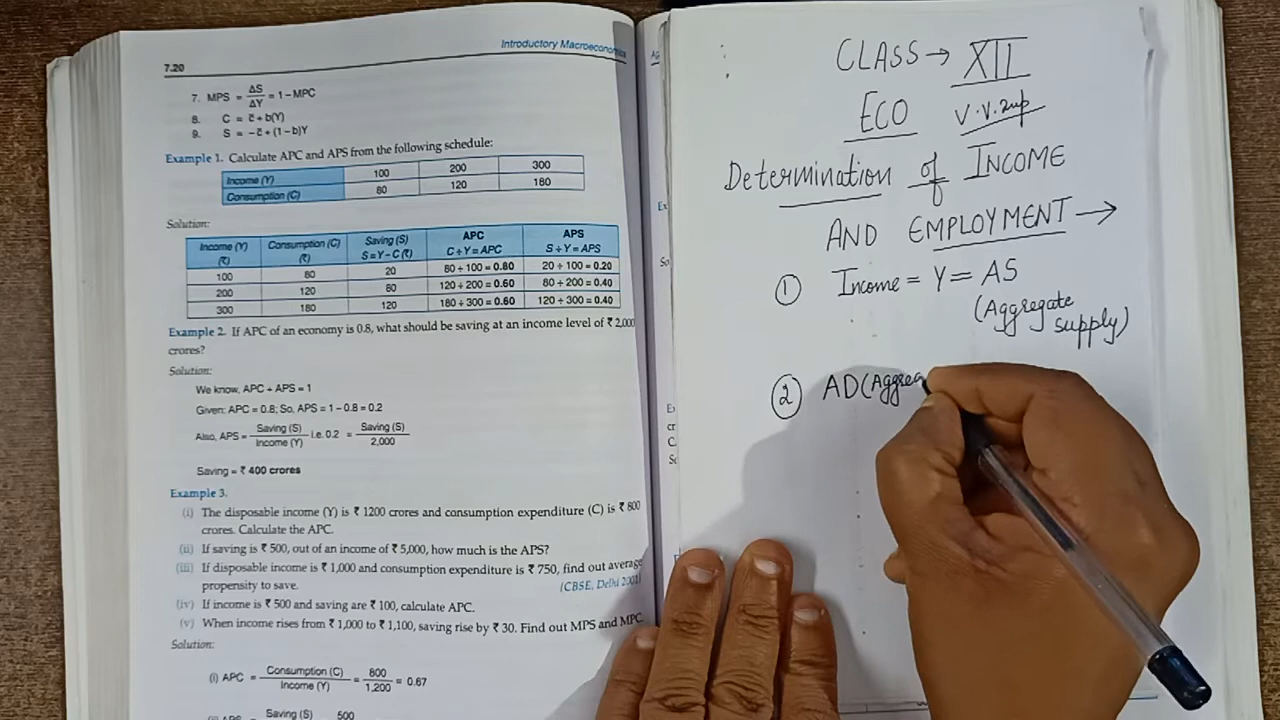 7.20
Introductory Macroeconomics
7. MPS = ΔS/ΔY = 1 – MPC
8. C = c̄ + b(Y)
9. S = –c̄ + (1 – b)Y
Example 1. Calculate APC and APS from the following schedule:
Income (Y) 100 200 300
Consumption (C) 80 120 180
Solution:
Income (Y) (₹) Consumption (C) (₹) Saving (S) S = Y – C (₹) APC C ÷ Y = APC APS S ÷ Y = APS
100 80 20 80 ÷ 100 = 0.80 20 ÷ 100 = 0.20
200 120 80 120 ÷ 200 = 0.60 80 ÷ 200 = 0.40
300 180 120 180 ÷ 300 = 0.60 120 ÷ 300 = 0.40
Example 2. If APC of an economy is 0.8, what should be saving at an income level of ₹ 2,000
crores?
Solution:
We know, APC + APS = 1
Given: APC = 0.8; So, APS = 1 – 0.8 = 0.2
Also, APS = Saving (S)/Income (Y) i.e. 0.2 = Saving (S)/2,000
Saving = ₹ 400 crores
Example 3.
(i) The disposable income (Y) is ₹ 1200 crores and consumption expenditure (C) is ₹ 800
crores. Calculate the APC.
(ii) If saving is ₹ 500, out of an income of ₹ 5,000, how much is the APS?
(iii) If disposable income is ₹ 1,000 and consumption expenditure is ₹ 750, find out average
propensity to save. (CBSE, Delhi 2001)
(iv) If income is ₹ 500 and saving are ₹ 100, calculate APC.
(v) When income rises from ₹ 1,000 to ₹ 1,100, saving rise by ₹ 30. Find out MPS and MPC.
Solution:
(i) APC = Consumption (C)/Income (Y) = 800/1,200 = 0.67
Saving (S) 500
CLASS → XII
ECO V.V.Imp
Determination of INCOME
AND EMPLOYMENT →
① Income = Y = AS
(Aggregate
supply)
② AD(Aggrega